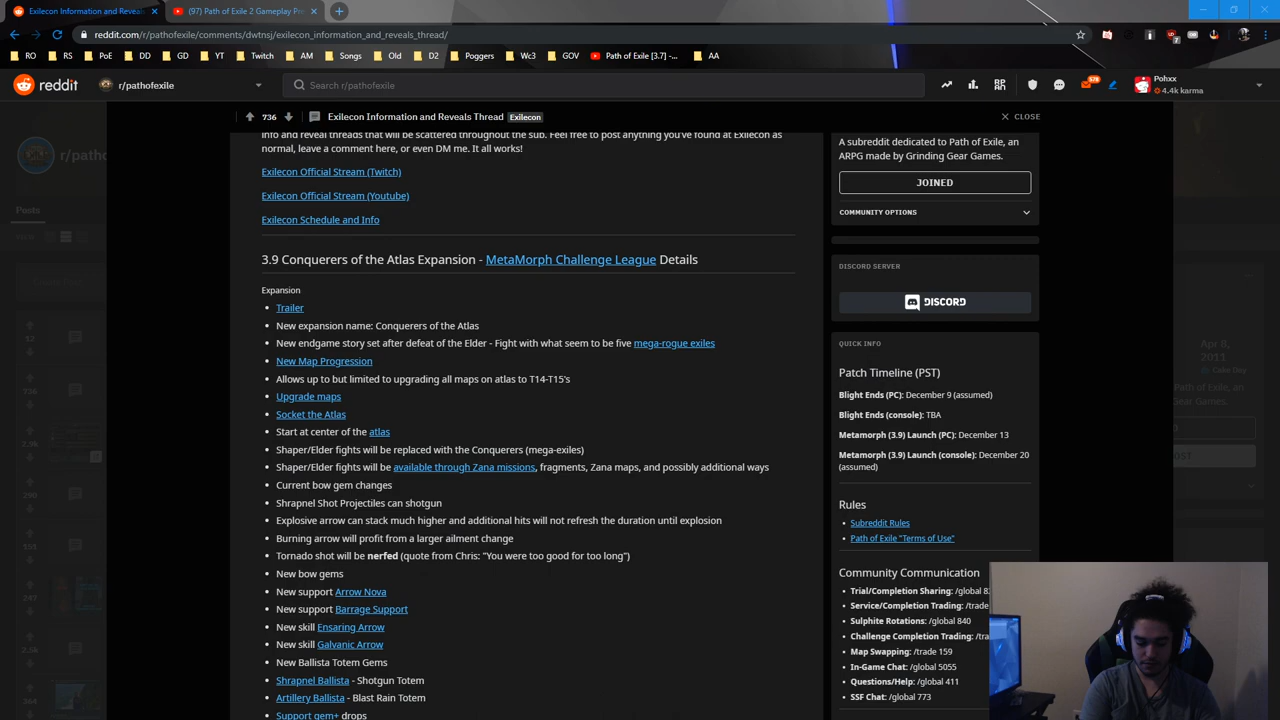 Exilecon Information and Reveals
(97) Path of Exile 2 Gameplay Pre
reddit.com/r/pathofexile/comments/dwtnsj/exilecon_information_and_reveals_thread/
RO
RS
PoE
DD
GD
YT
Twitch
AM
Songs
Old
D2
Poggers
Wc3
GOV
Path of Exile [3.7] -...
AA
reddit
r/pathofexile
Search r/pathofexile
578
Pohxx
4.4k karma
736
Exilecon Information and Reveals Thread
Exilecon
CLOSE
info and reveal threads that will be scattered throughout the sub. Feel free to post anything you've found at Exilecon as
normal, leave a comment here, or even DM me. It all works!
Exilecon Official Stream (Twitch)
Exilecon Official Stream (Youtube)
Exilecon Schedule and Info
3.9 Conquerers of the Atlas Expansion - MetaMorph Challenge League Details
Expansion
Trailer
New expansion name: Conquerers of the Atlas
New endgame story set after defeat of the Elder - Fight with what seem to be five mega-rogue exiles
New Map Progression
Allows up to but limited to upgrading all maps on atlas to T14-T15's
Upgrade maps
Socket the Atlas
Start at center of the atlas
Shaper/Elder fights will be replaced with the Conquerers (mega-exiles)
Shaper/Elder fights will be available through Zana missions, fragments, Zana maps, and possibly additional ways
Current bow gem changes
Shrapnel Shot Projectiles can shotgun
Explosive arrow can stack much higher and additional hits will not refresh the duration until explosion
Burning arrow will profit from a larger ailment change
Tornado shot will be nerfed (quote from Chris: "You were too good for too long")
New bow gems
New support Arrow Nova
New support Barrage Support
New skill Ensaring Arrow
New skill Galvanic Arrow
New Ballista Totem Gems
Shrapnel Ballista - Shotgun Totem
Artillery Ballista - Blast Rain Totem
Support gem+ drops
A subreddit dedicated to Path of Exile, an
ARPG made by Grinding Gear Games.
JOINED
COMMUNITY OPTIONS
DISCORD SERVER
DISCORD
QUICK INFO
Patch Timeline (PST)
Blight Ends (PC): December 9 (assumed)
Blight Ends (console): TBA
Metamorph (3.9) Launch (PC): December 13
Metamorph (3.9) Launch (console): December 20
(assumed)
Rules
Subreddit Rules
Path of Exile "Terms of Use"
Community Communication
Trial/Completion Sharing: /global 8
Service/Completion Trading: /trade
Sulphite Rotations: /global 840
Challenge Completion Trading: /tra
Map Swapping: /trade 159
In-Game Chat: /global 5055
Questions/Help: /global 411
SSF Chat: /global 773
r/patho
Posts
Apr 8,
2011
Cake Day